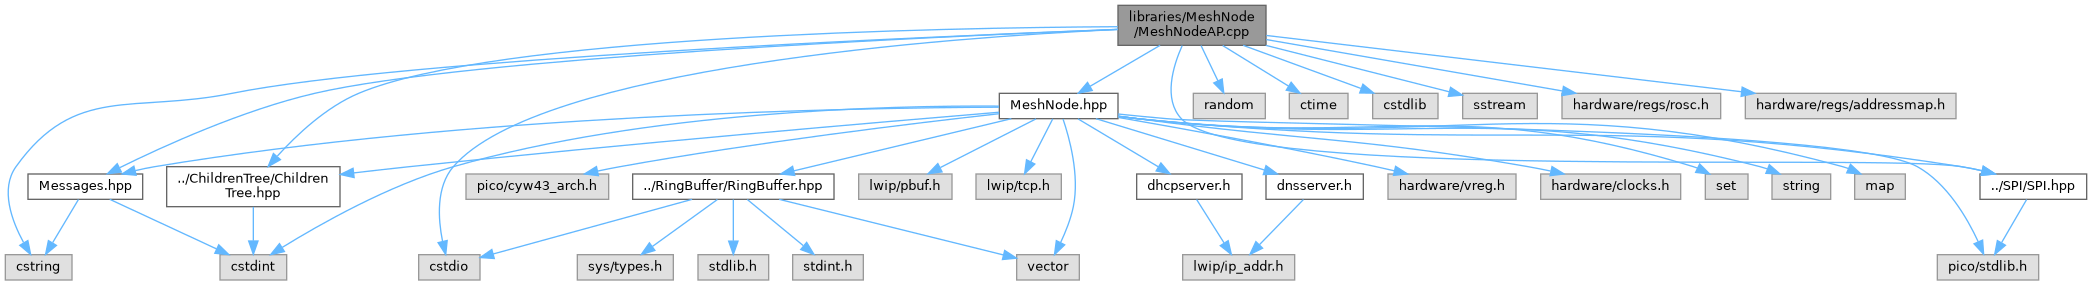 libraries/MeshNode
/MeshNodeAP.cpp
MeshNode.hpp
random
ctime
cstdlib
sstream
hardware/regs/rosc.h
hardware/regs/addressmap.h
Messages.hpp
../ChildrenTree/Children
Tree.hpp
pico/cyw43_arch.h
../RingBuffer/RingBuffer.hpp
lwip/pbuf.h
lwip/tcp.h
dhcpserver.h
dnsserver.h
hardware/vreg.h
hardware/clocks.h
set
string
map
../SPI/SPI.hpp
cstring
cstdint
cstdio
sys/types.h
stdlib.h
stdint.h
vector
lwip/ip_addr.h
pico/stdlib.h